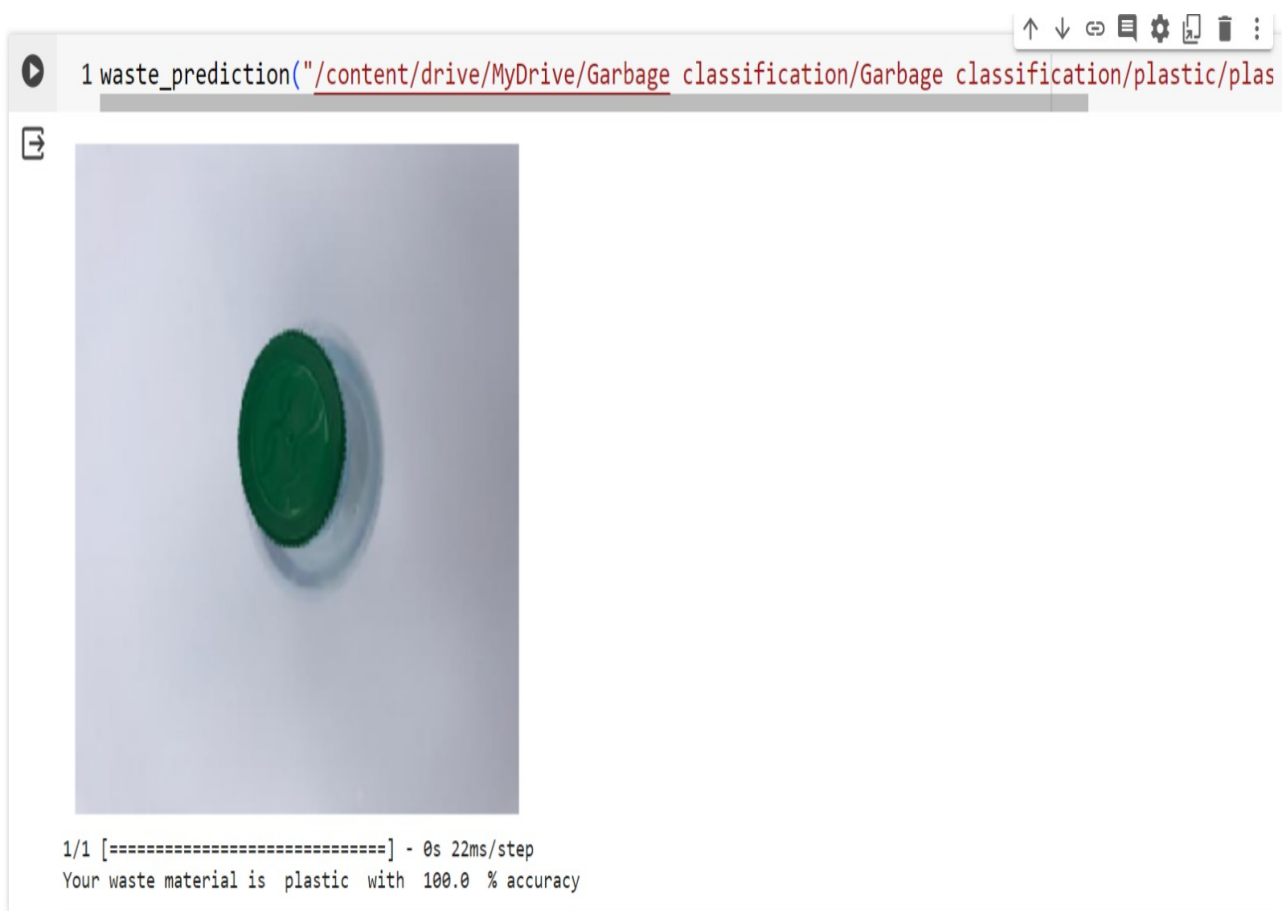 1 waste_prediction("/content/drive/MyDrive/Garbage classification/Garbage classification/plastic/plas
1/1 [==============================] - 0s 22ms/step
Your waste material is  plastic  with  100.0  % accuracy